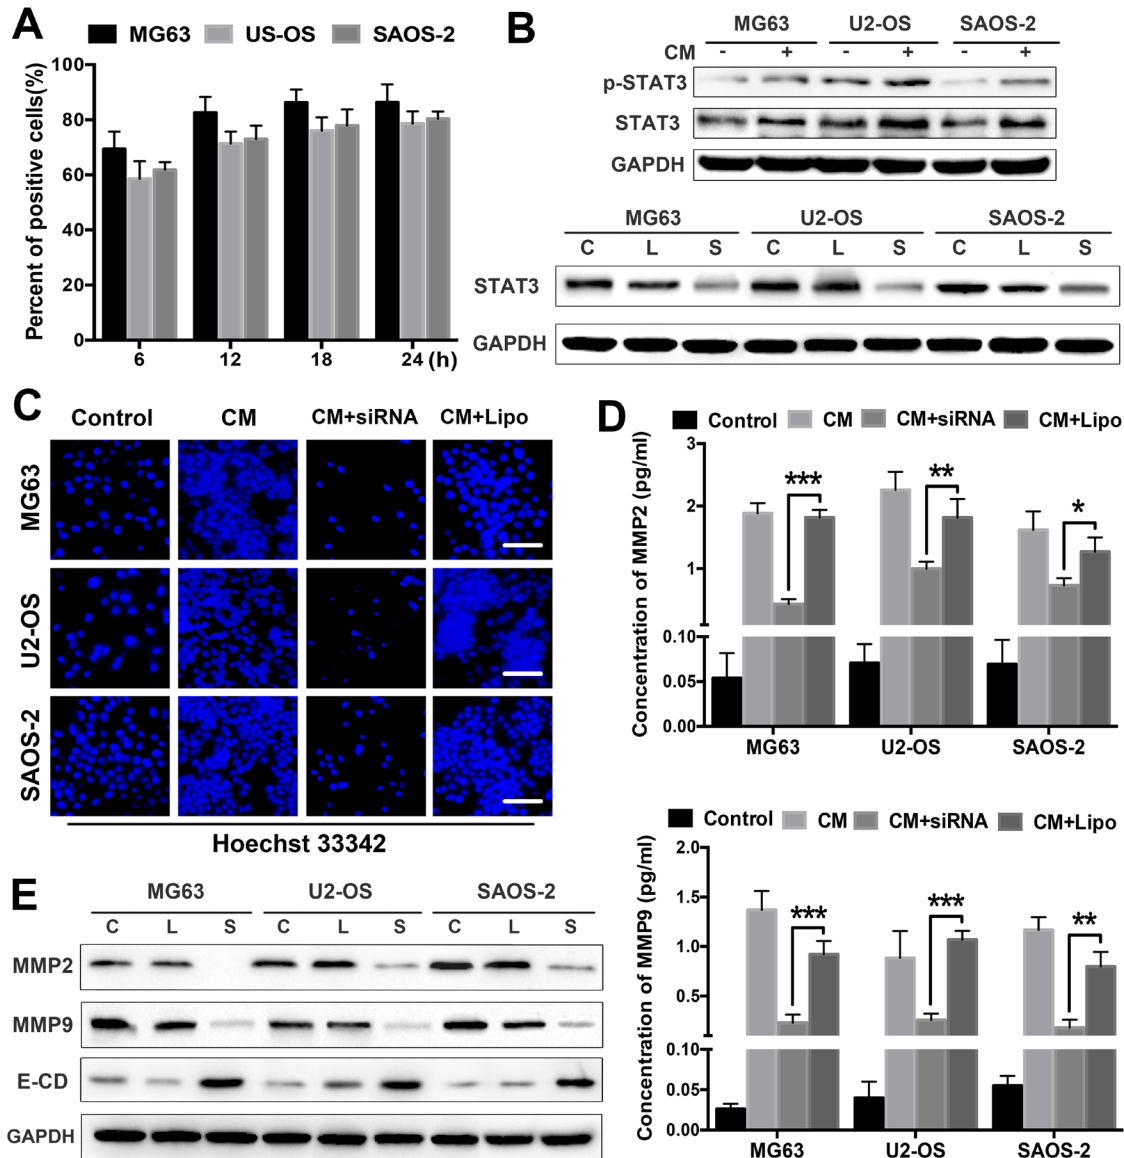 A
MG63 US-OS SAOS-2
Percent of positive cells(%)
100
80
60
40
20
0
6 12 18 24 (h)
B
MG63 U2-OS SAOS-2
CM - + - + - +
p-STAT3
STAT3
GAPDH
MG63 U2-OS SAOS-2
C L S C L S C L S
STAT3
GAPDH
C
Control CM CM+siRNA CM+Lipo
MG63
U2-OS
SAOS-2
Hoechst 33342
D
Control CM CM+siRNA CM+Lipo
Concentration of MMP2 (pg/ml)
3
2
1
0.10
0.05
0.00
*** ** *
MG63 U2-OS SAOS-2
Control CM CM+siRNA CM+Lipo
Concentration of MMP9 (pg/ml)
2.0
1.5
1.0
0.5
0.10
0.05
0.00
*** *** **
MG63 U2-OS SAOS-2
E
MG63 U2-OS SAOS-2
C L S C L S C L S
MMP2
MMP9
E-CD
GAPDH